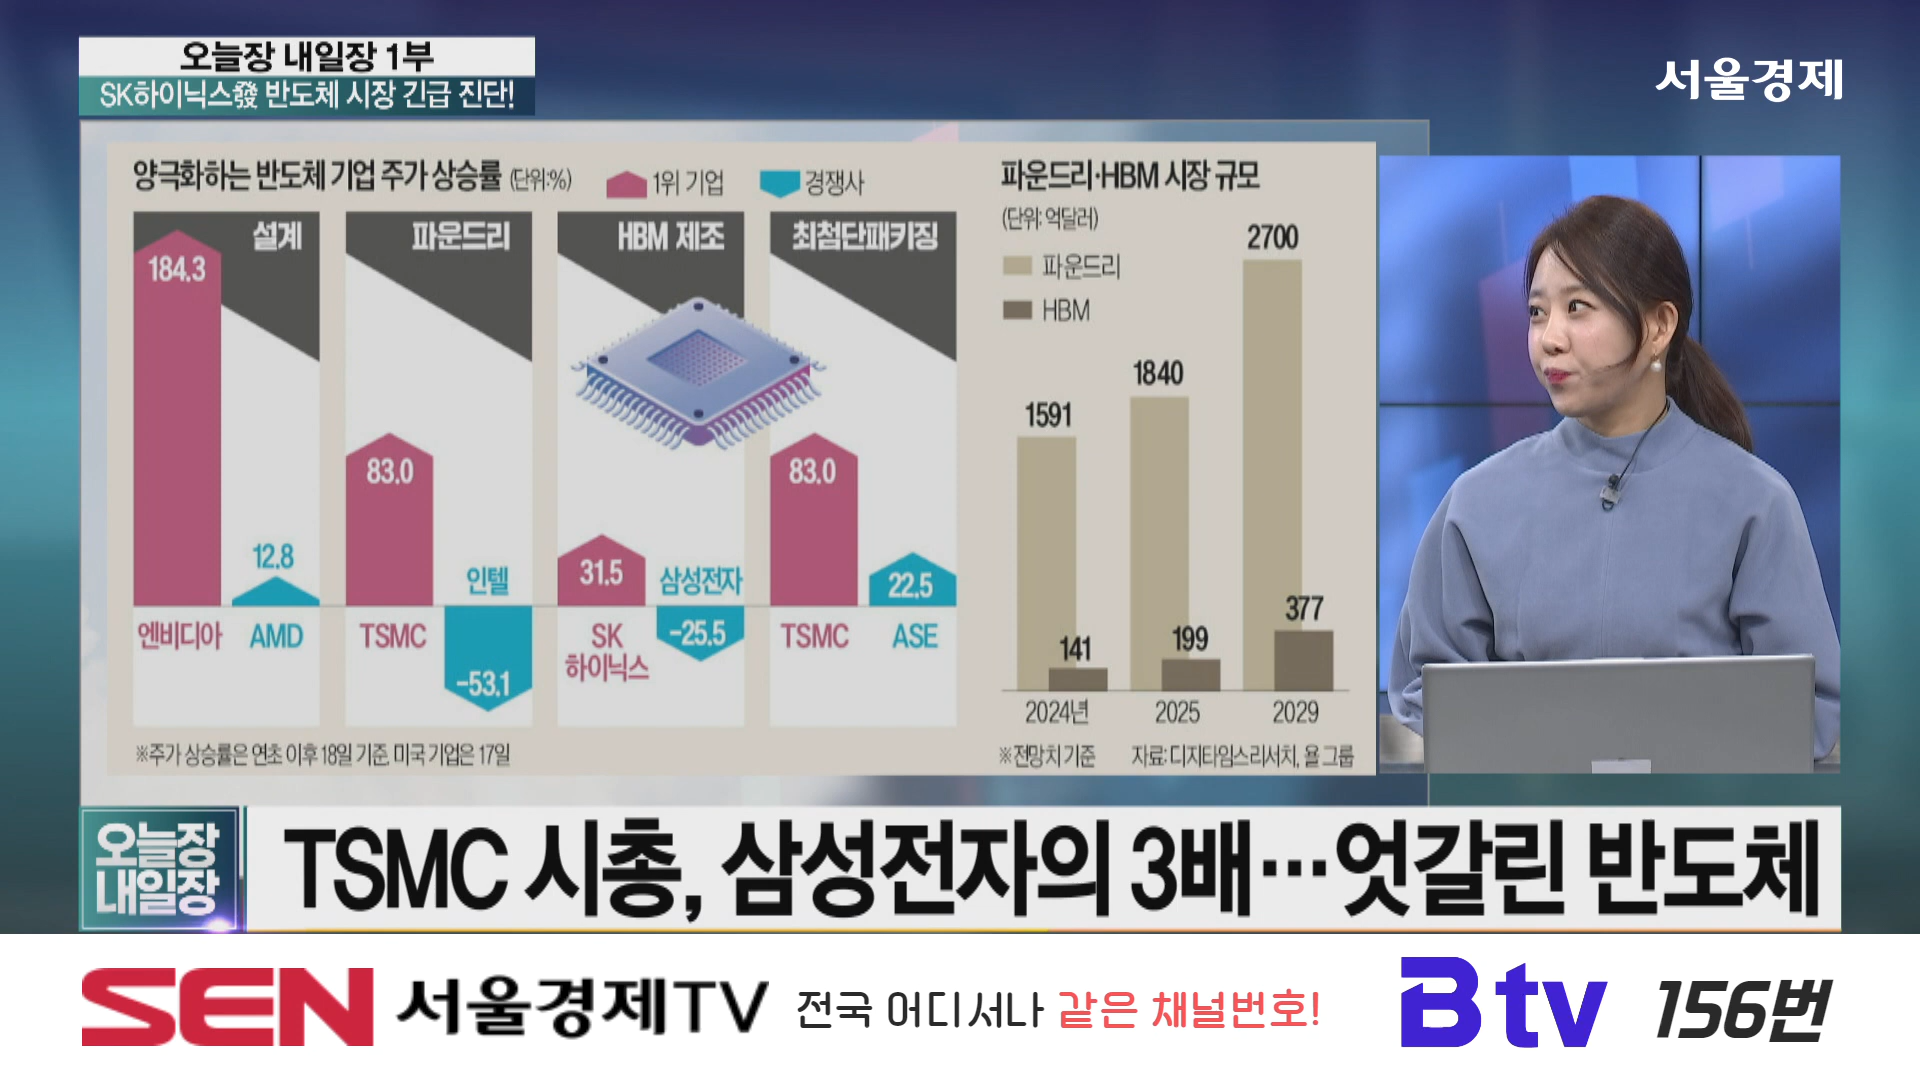 오늘장 내일장 1부
SK하이닉스發 반도체 시장 긴급 진단!
서울경제
양극화하는 반도체 기업 주가 상승률 (단위:%)
1위 기업
경쟁사
설계
184.3
12.8
엔비디아
AMD
파운드리
83.0
인텔
TSMC
-53.1
HBM 제조
31.5
삼성전자
SK
하이닉스
-25.5
최첨단패키징
83.0
22.5
TSMC
ASE
※주가 상승률은 연초 이후 18일 기준. 미국 기업은 17일
파운드리·HBM 시장 규모
(단위: 억달러)
파운드리
HBM
1591
141
2024년
1840
199
2025
2700
377
2029
※전망치 기준
자료: 디지타임스리서치, 욜 그룹
오늘장
내일장
TSMC 시총, 삼성전자의 3배…엇갈린 반도체
SEN 서울경제TV 전국 어디서나 같은 채널번호! B tv 156번